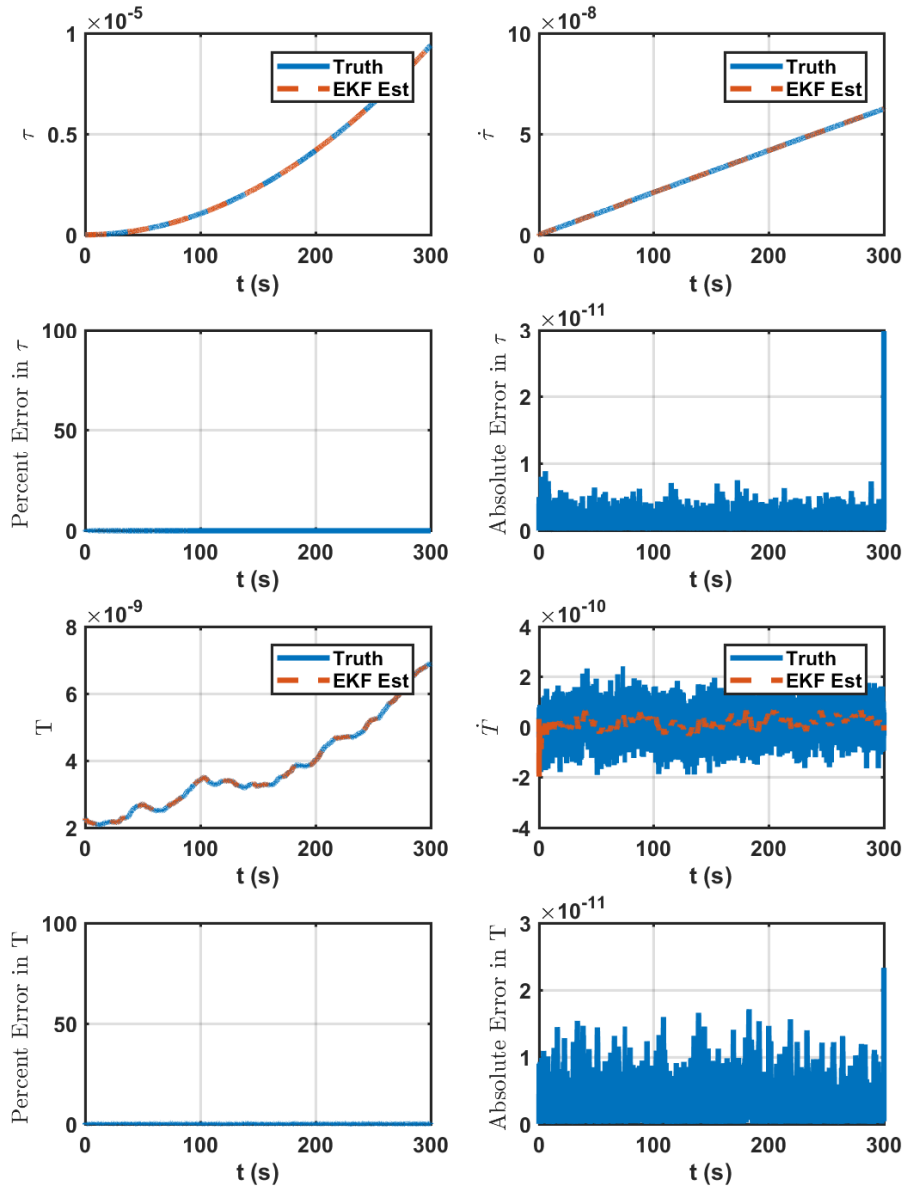 ×10-5
1
0.5
0
τ
0 100 200 300
t (s)
Truth
EKF Est
×10-8
10
5
0
τ̇
0 100 200 300
t (s)
Truth
EKF Est
100
50
0
Percent Error in τ
0 100 200 300
t (s)
×10-11
3
2
1
0
Absolute Error in τ
0 100 200 300
t (s)
×10-9
8
6
4
2
T
0 100 200 300
t (s)
Truth
EKF Est
×10-10
4
2
0
-2
-4
Ṫ
0 100 200 300
t (s)
Truth
EKF Est
100
50
0
Percent Error in T
0 100 200 300
t (s)
×10-11
3
2
1
0
Absolute Error in T
0 100 200 300
t (s)